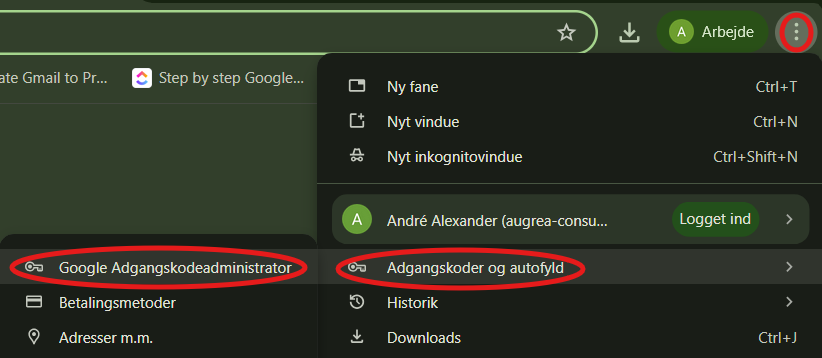 A Arbejde
ate Gmail to Pr...
Step by step Google...
Ny fane Ctrl+T
Nyt vindue Ctrl+N
Nyt inkognitovindue Ctrl+Shift+N
A André Alexander (augrea-consu... Logget ind
Google Adgangskodeadministrator
Adgangskoder og autofyld
Betalingsmetoder
Historik
Adresser m.m.
Downloads Ctrl+J